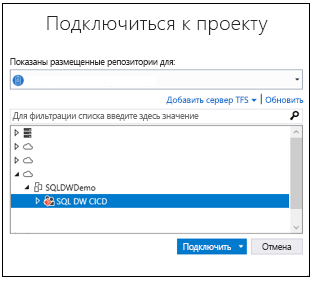 Подключиться к проекту
Показаны размещенные репозитории для:
Добавить сервер TFS | Обновить
Для фильтрации списка введите здесь значение
SQLDWDemo
SQL DW CICD
Подключить
Отмена